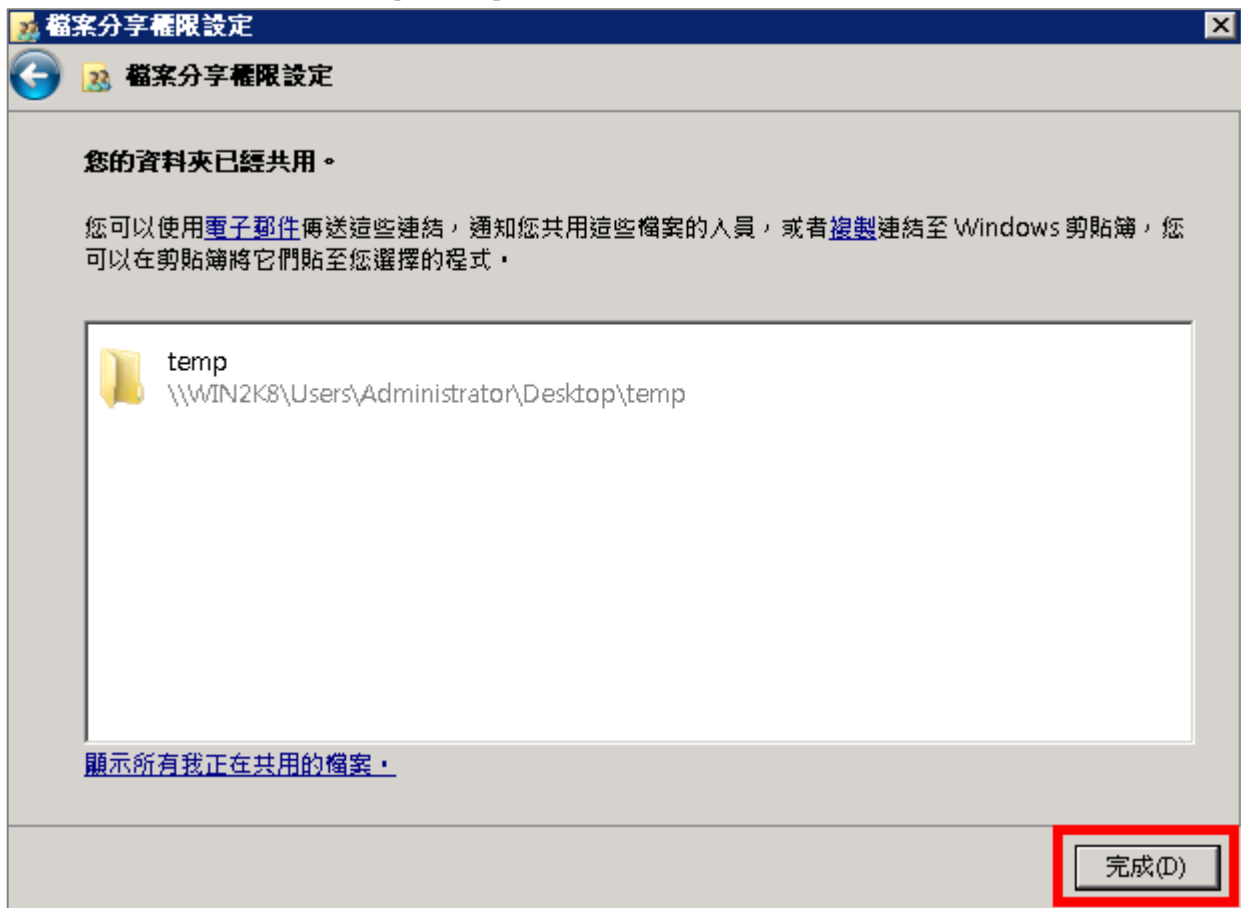 檔案分享權限設定
檔案分享權限設定
您的資料夾已經共用。
您可以使用電子郵件傳送這些連結，通知您共用這些檔案的人員，或者複製連結至 Windows 剪貼簿，您
可以在剪貼簿將它們貼至您選擇的程式。
temp
\\WIN2K8\Users\Administrator\Desktop\temp
顯示所有我正在共用的檔案。
完成(D)